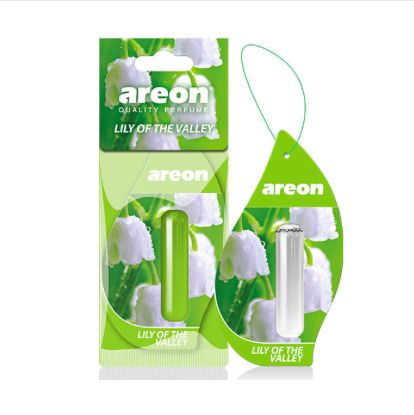 areon
QUALITY PERFUME
LILY OF THE VALLEY
areon
LILY OF THE
VALLEY
areon
LILY OF THE
VALLEY